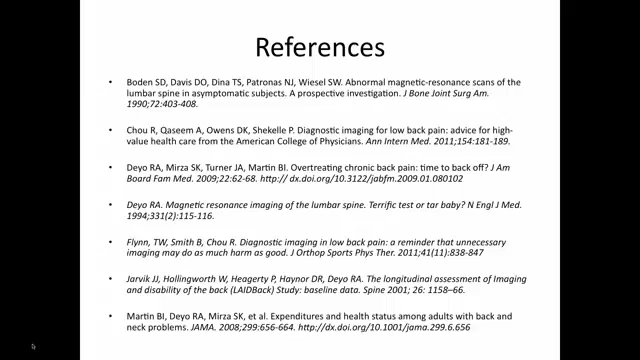 References
• Boden SD, Davis DO, Dina TS, Patronas NJ, Wiesel SW. Abnormal magnetic-resonance scans of the
lumbar spine in asymptomatic subjects. A prospective investigation. J Bone Joint Surg Am.
1990;72:403-408.
• Chou R, Qaseem A, Owens DK, Shekelle P. Diagnostic imaging for low back pain: advice for high-
value health care from the American College of Physicians. Ann Intern Med. 2011;154:181-189.
• Deyo RA, Mirza SK, Turner JA, Martin BI. Overtreating chronic back pain: time to back off? J Am
Board Fam Med. 2009;22:62-68. http:// dx.doi.org/10.3122/jabfm.2009.01.080102
• Deyo RA. Magnetic resonance imaging of the lumbar spine. Terrific test or tar baby? N Engl J Med.
1994;331(2):115-116.
• Flynn, TW, Smith B, Chou R. Diagnostic imaging in low back pain: a reminder that unnecessary
imaging may do as much harm as good. J Orthop Sports Phys Ther. 2011;41(11):838-847
• Jarvik JJ, Hollingworth W, Heagerty P, Haynor DR, Deyo RA. The longitudinal assessment of Imaging
and disability of the back (LAIDBack) Study: baseline data. Spine 2001; 26: 1158–66.
• Martin BI, Deyo RA, Mirza SK, et al. Expenditures and health status among adults with back and
neck problems. JAMA. 2008;299:656-664. http://dx.doi.org/10.1001/jama.299.6.656